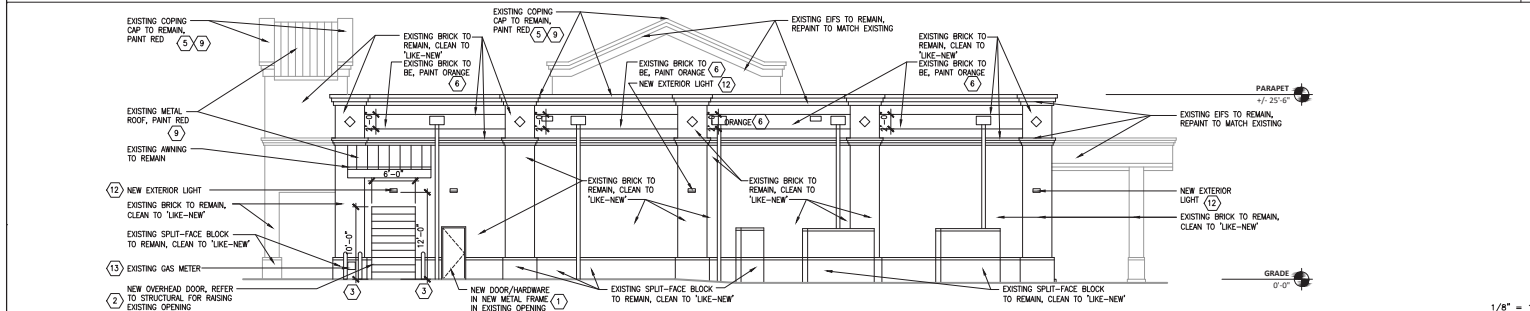 EXISTING COPING
CAP TO REMAIN,
PAINT RED 5 9
EXISTING BRICK TO
REMAIN, CLEAN TO
'LIKE-NEW'
EXISTING BRICK TO
BE, PAINT ORANGE
6
EXISTING COPING
CAP TO REMAIN,
PAINT RED 5 9
EXISTING EIFS TO REMAIN,
REPAINT TO MATCH EXISTING
EXISTING BRICK TO
BE, PAINT ORANGE 6
NEW EXTERIOR LIGHT 12
EXISTING BRICK TO
REMAIN, CLEAN TO
'LIKE-NEW'
EXISTING BRICK TO
BE, PAINT ORANGE
6
PARAPET
+/- 25'-6"
EXISTING METAL
ROOF, PAINT RED
9
ORANGE 6
EXISTING EIFS TO REMAIN,
REPAINT TO MATCH EXISTING
EXISTING AWNING
TO REMAIN
6'-0"
12 NEW EXTERIOR LIGHT
EXISTING BRICK TO REMAIN,
CLEAN TO 'LIKE-NEW'
EXISTING SPLIT-FACE BLOCK
TO REMAIN, CLEAN TO 'LIKE-NEW'
10'-0"
12'-0"
EXISTING BRICK TO
REMAIN, CLEAN TO
'LIKE-NEW'
EXISTING BRICK TO
REMAIN, CLEAN TO
'LIKE-NEW'
NEW EXTERIOR
LIGHT 12
EXISTING BRICK TO REMAIN,
CLEAN TO 'LIKE-NEW'
13 EXISTING GAS METER
NEW OVERHEAD DOOR, REFER
2 TO STRUCTURAL FOR RAISING
EXISTING OPENING
3
3
NEW DOOR/HARDWARE
IN NEW METAL FRAME
IN EXISTING OPENING 1
EXISTING SPLIT-FACE BLOCK
TO REMAIN, CLEAN TO 'LIKE-NEW'
EXISTING SPLIT-FACE BLOCK
TO REMAIN, CLEAN TO 'LIKE-NEW'
GRADE
0'-0"
1/8" =